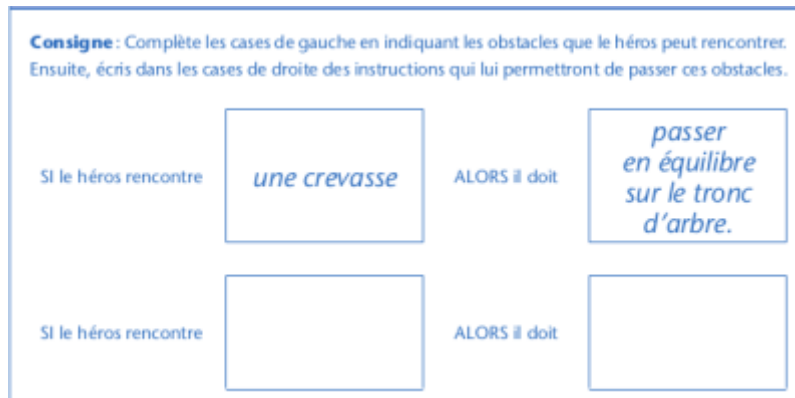 Consigne : Complète les cases de gauche en indiquant les obstacles que le héros peut rencontrer.
Ensuite, écris dans les cases de droite des instructions qui lui permettront de passer ces obstacles.
SI le héros rencontre
une crevasse
ALORS il doit
passer
en équilibre
sur le tronc
d'arbre.
SI le héros rencontre
ALORS il doit